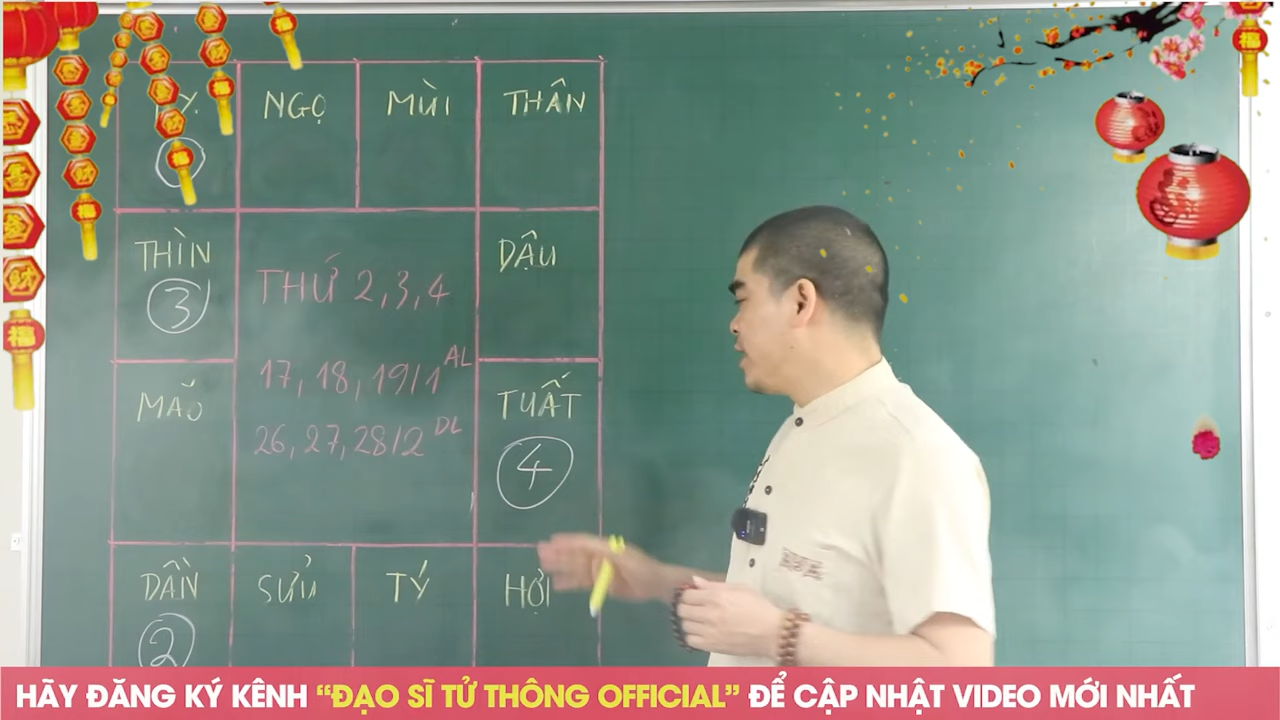 NGỌ MÙI THÂN
THÌN
③
DẬU
THỨ 2,3,4
17, 18, 19/1 AL
26, 27, 28/2 DL
MÃO
TUẤT
④
DẦN SỬU TÝ HỢI
②
HÃY ĐĂNG KÝ KÊNH “ĐẠO SĨ TỬ THÔNG OFFICIAL” ĐỂ CẬP NHẬT VIDEO MỚI NHẤT